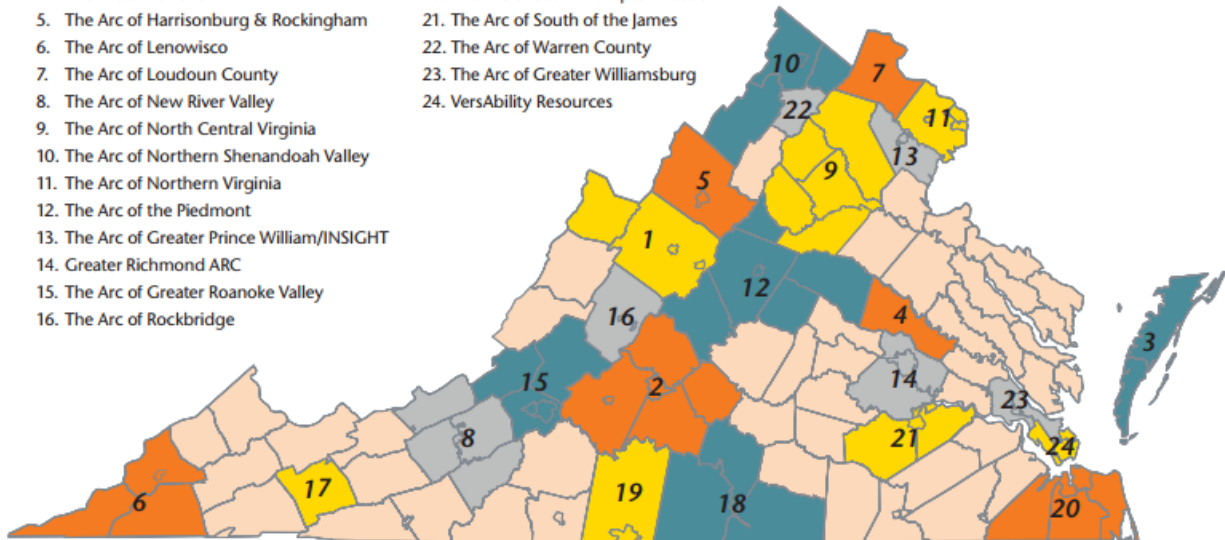 5. The Arc of Harrisonburg & Rockingham
6. The Arc of Lenowisco
7. The Arc of Loudoun County
8. The Arc of New River Valley
9. The Arc of North Central Virginia
10. The Arc of Northern Shenandoah Valley
11. The Arc of Northern Virginia
12. The Arc of the Piedmont
13. The Arc of Greater Prince William/INSIGHT
14. Greater Richmond ARC
15. The Arc of Greater Roanoke Valley
16. The Arc of Rockbridge
21. The Arc of South of the James
22. The Arc of Warren County
23. The Arc of Greater Williamsburg
24. VersAbility Resources
10
7
22
11
13
5
9
1
12
16
4
3
15
2
14
23
8
21
24
17
19
18
6
20